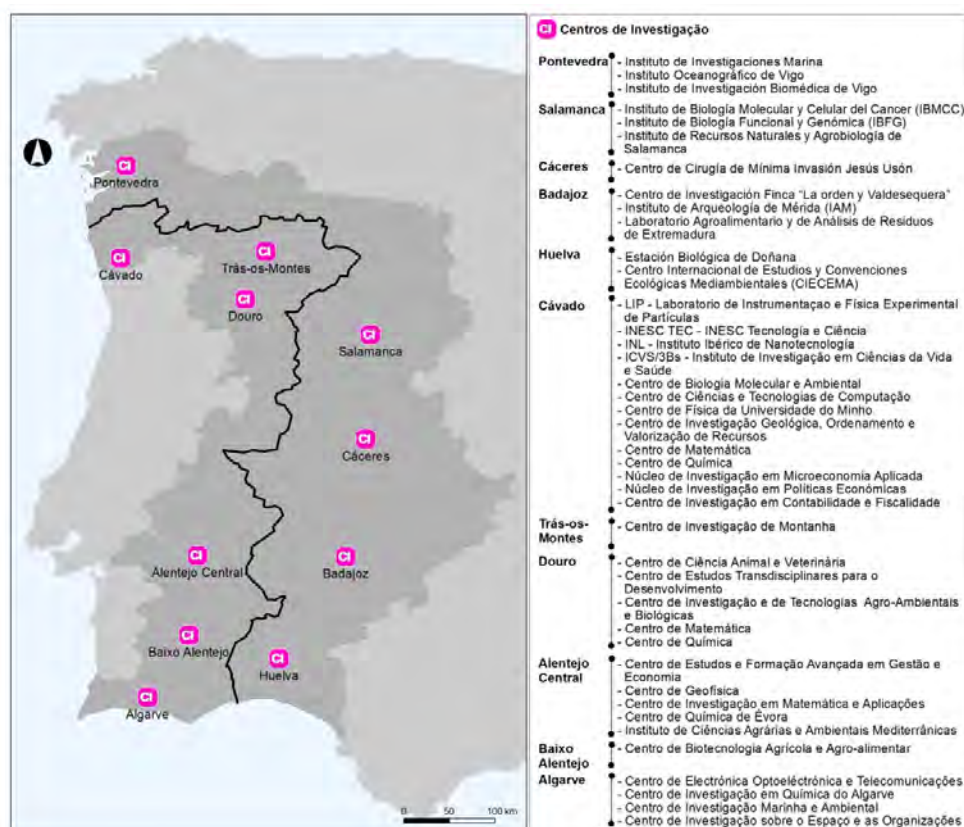 CI
Pontevedra
CI
Cávado
CI
Trás-os-Montes
CI
Douro
CI
Salamanca
CI
Cáceres
CI
Alentejo Central
CI
Badajoz
CI
Baixo Alentejo
CI
Huelva
CI
Algarve
0 50 100 km
CI Centros de Investigação
Pontevedra - Instituto de Investigaciones Marina
- Instituto Oceanográfico de Vigo
- Instituto de Investigación Biomédica de Vigo
Salamanca - Instituto de Biología Molecular y Celular del Cancer (IBMCC)
- Instituto de Biología Funcional y Genómica (IBFG)
- Instituto de Recursos Naturales y Agrobiología de
Salamanca
Cáceres - Centro de Cirugía de Mínima Invasión Jesús Usón
Badajoz - Centro de Investigación Finca "La orden y Valdesequera"
- Instituto de Arqueología de Mérida (IAM)
- Laboratorio Agroalimentario y de Análisis de Residuos
de Extremadura
Huelva - Estación Biológica de Doñana
- Centro Internacional de Estudios y Convenciones
Ecológicas Mediambientales (CIECEMA)
Cávado - LIP - Laboratorio de Instrumentaçao e Física Experimental
de Partículas
- INESC TEC - INESC Tecnología e Ciência
- INL - Instituto Ibérico de Nanotecnología
- ICVS/3Bs - Instituto de Investigação em Ciências da Vida
e Saúde
- Centro de Biologia Molecular e Ambiental
- Centro de Ciências e Tecnologias de Computação
- Centro de Física da Universidade do Minho
- Centro de Investigação Geológica, Ordenamento e
Valorização de Recursos
- Centro de Matemática
- Centro de Química
- Núcleo de Investigação em Microeconomia Aplicada
- Núcleo de Investigação em Políticas Económicas
- Centro de Investigação em Contabilidade e Fiscalidade
Trás-os-
Montes - Centro de Investigação de Montanha
Douro - Centro de Ciência Animal e Veterinária
- Centro de Estudos Transdisciplinares para o
Desenvolvimento
- Centro de Investigação e de Tecnologias Agro-Ambientais
e Biológicas
- Centro de Matemática
- Centro de Química
Alentejo - Centro de Estudos e Formação Avançada em Gestão e
Central Economia
- Centro de Geofísica
- Centro de Investigação em Matemática e Aplicações
- Centro de Química de Évora
- Instituto de Ciências Agrárias e Ambientais Mediterrânicas
Baixo - Centro de Biotecnologia Agrícola e Agro-alimentar
Alentejo
Algarve - Centro de Electrónica Optoeléctrónica e Telecomunicações
- Centro de Investigação em Química do Algarve
- Centro de Investigação Marinha e Ambiental
- Centro de Investigação sobre o Espaço e as Organizações